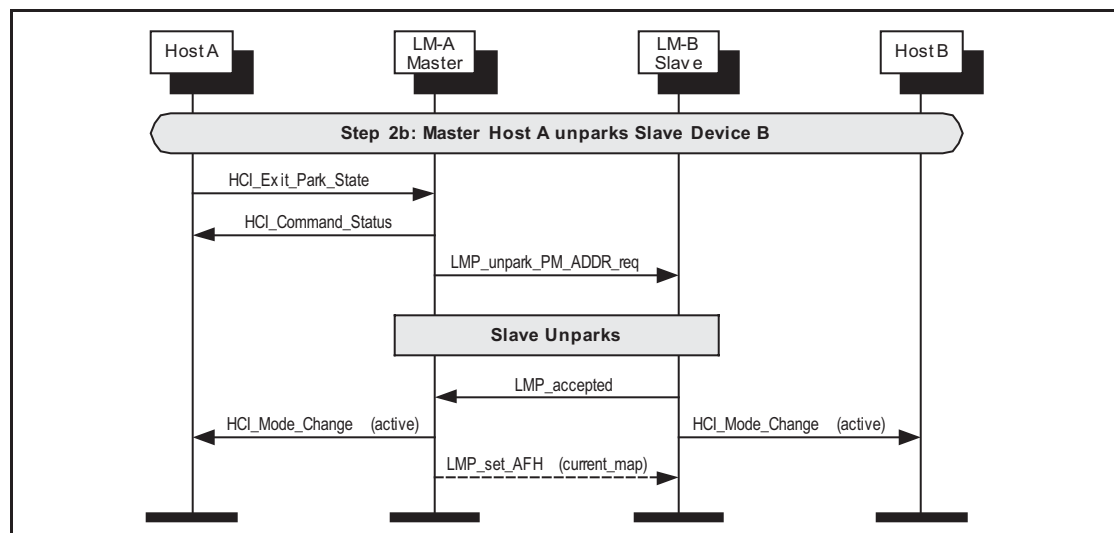 Host A
LM-A
Master
LM-B
Slave
Host B
Step 2b: Master Host A unparks Slave Device B
HCI_Exit_Park_State
HCI_Command_Status
LMP_unpark_PM_ADDR_req
Slave Unparks
LMP_accepted
HCI_Mode_Change (active)
HCI_Mode_Change (active)
LMP_set_AFH (current_map)